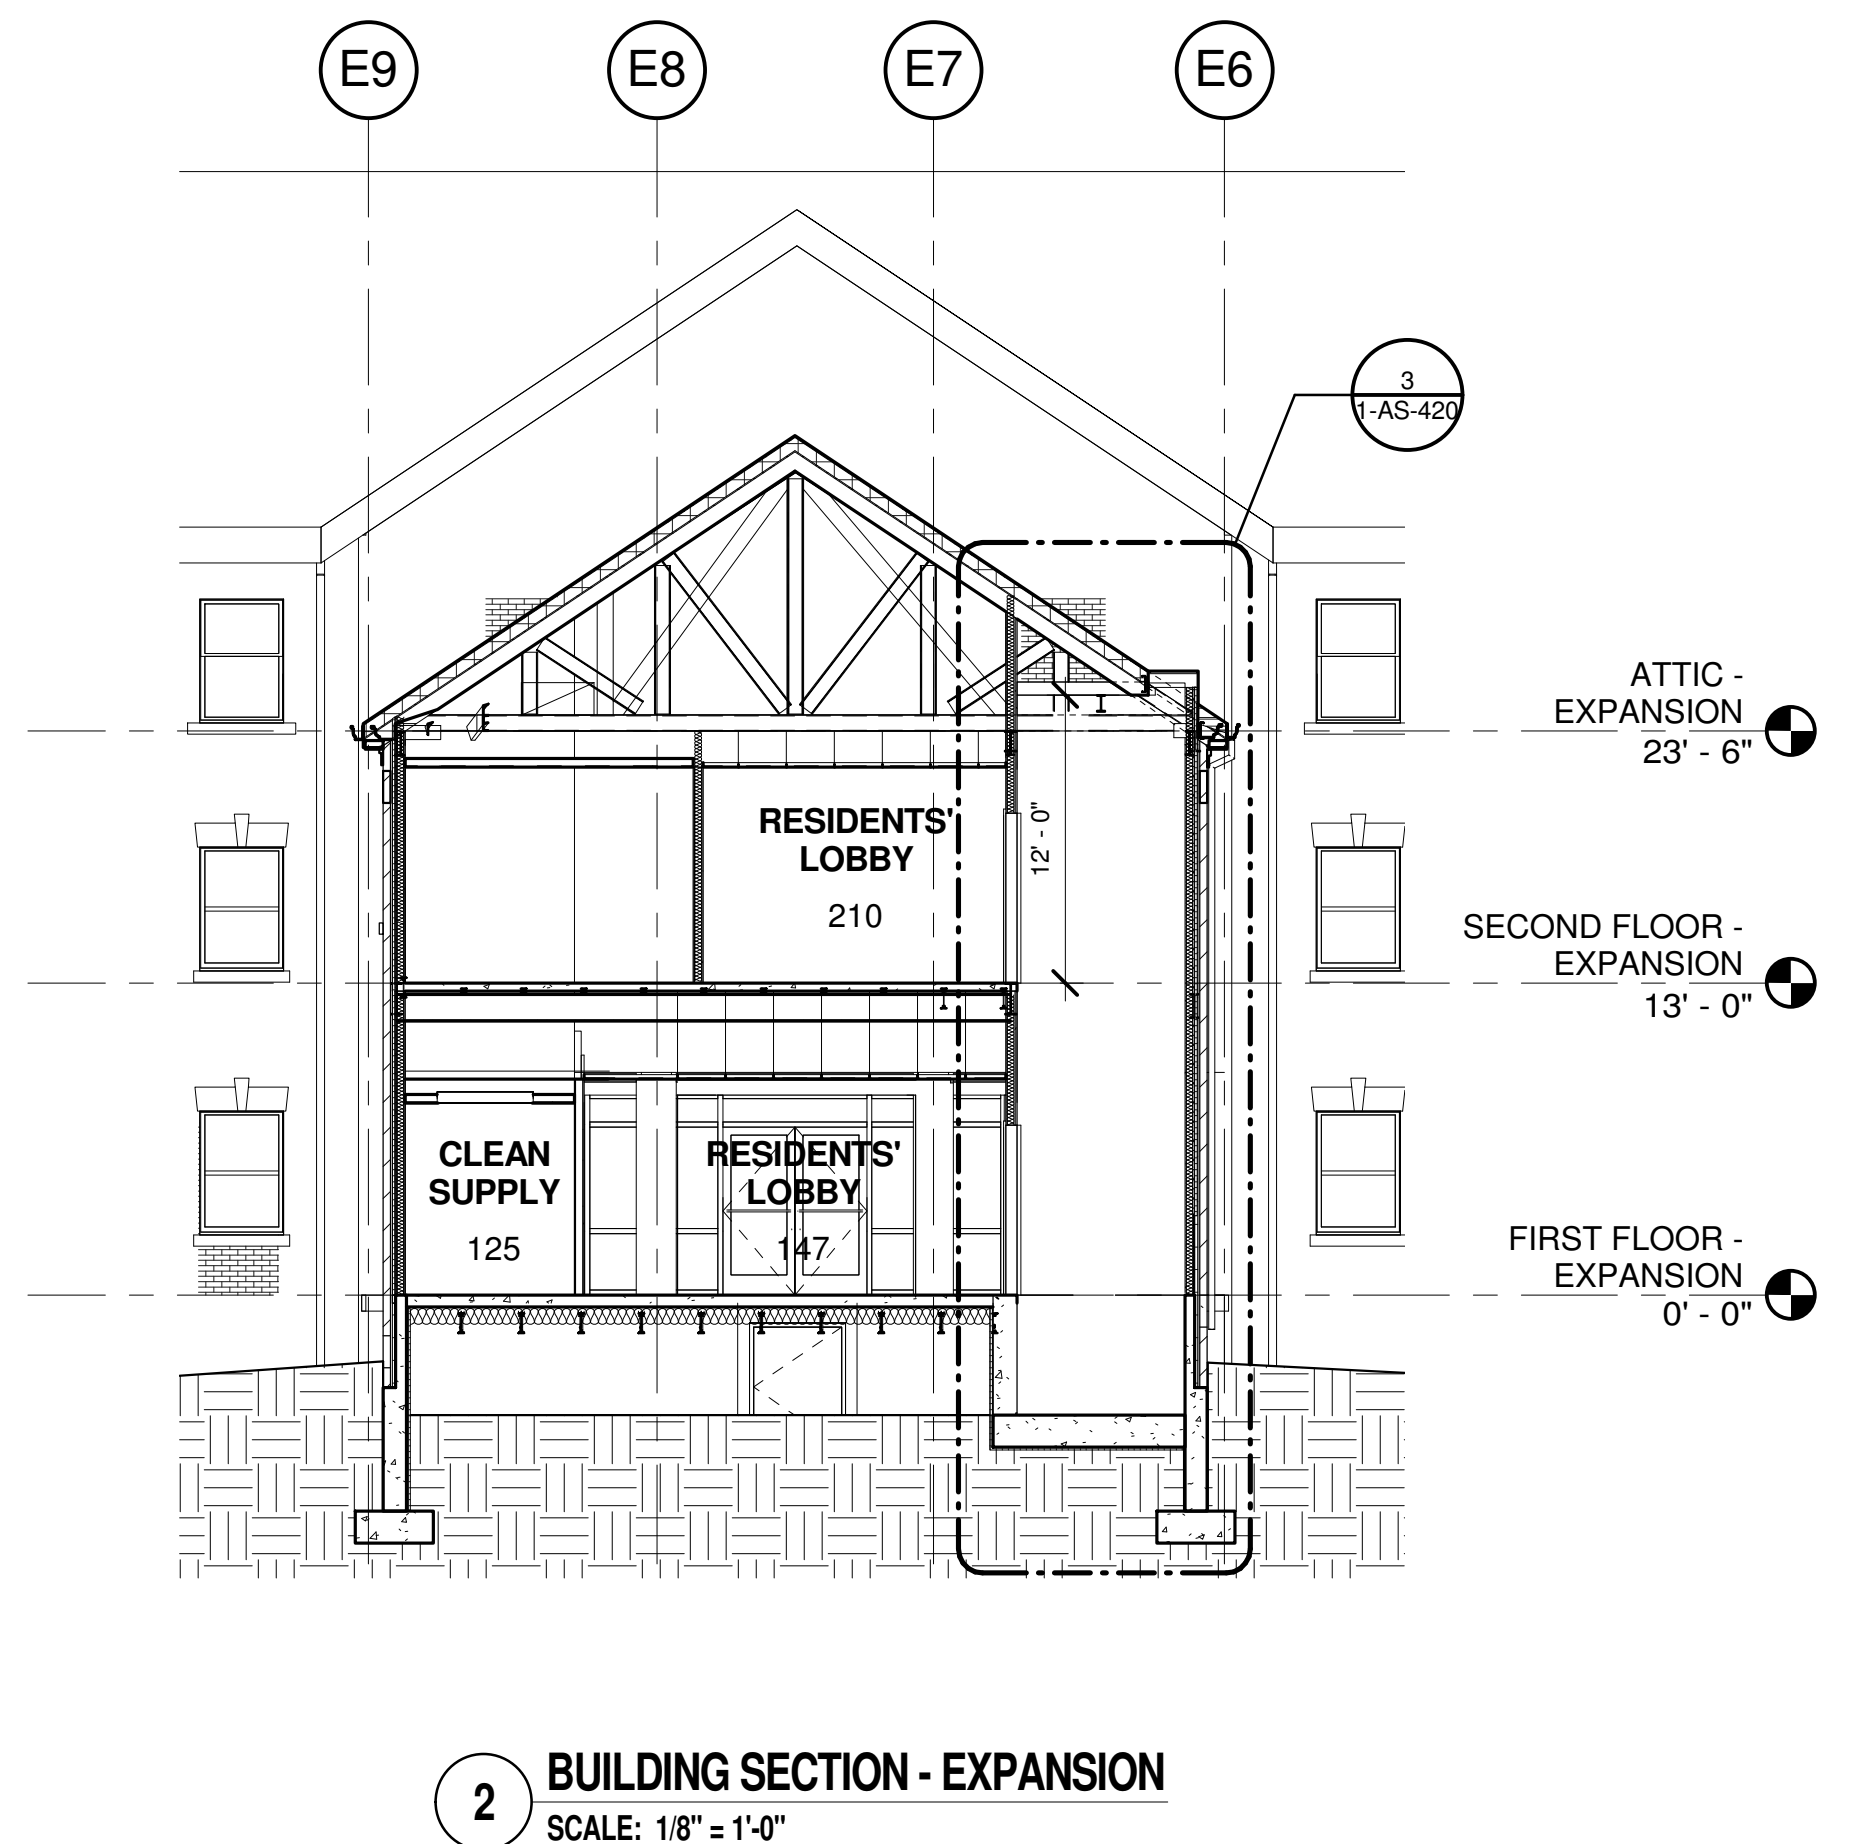 E9
E8
E7
E6
3
1-AS-420
ATTIC -
EXPANSION
23' - 6"
RESIDENTS'
LOBBY
210
12' - 0"
SECOND FLOOR -
EXPANSION
13' - 0"
CLEAN
SUPPLY
125
RESIDENTS'
LOBBY
147
FIRST FLOOR -
EXPANSION
0' - 0"
2
BUILDING SECTION - EXPANSION
SCALE: 1/8" = 1'-0"